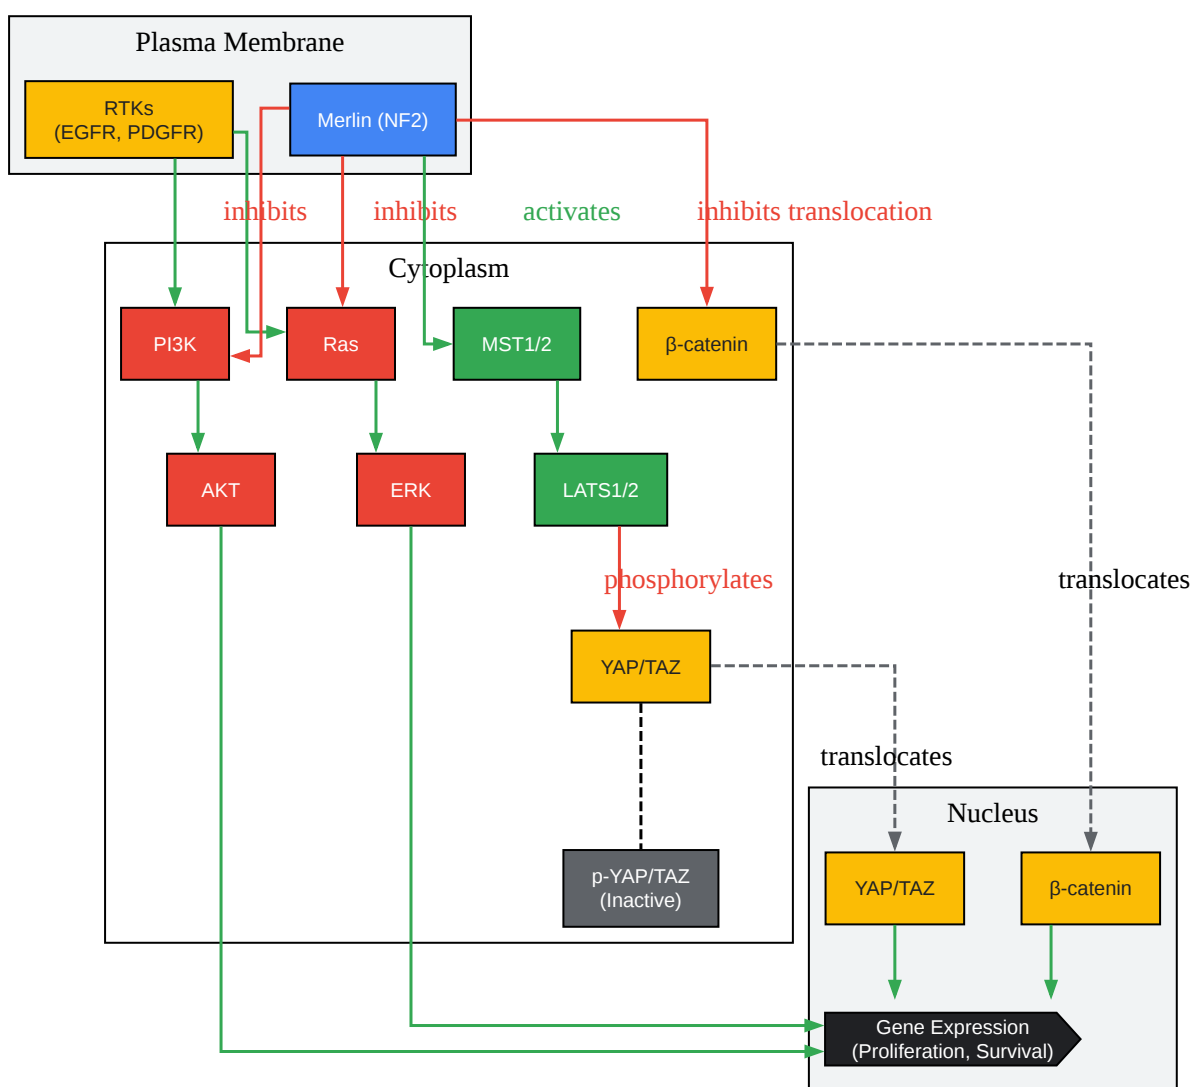 Plasma Membrane
RTKs
(EGFR, PDGFR)
Merlin (NF2)
inhibits
inhibits
activates
inhibits translocation
Cytoplasm
PI3K
Ras
MST1/2
β-catenin
AKT
ERK
LATS1/2
phosphorylates
translocates
YAP/TAZ
translocates
Nucleus
p-YAP/TAZ
(Inactive)
YAP/TAZ
β-catenin
Gene Expression
(Proliferation, Survival)